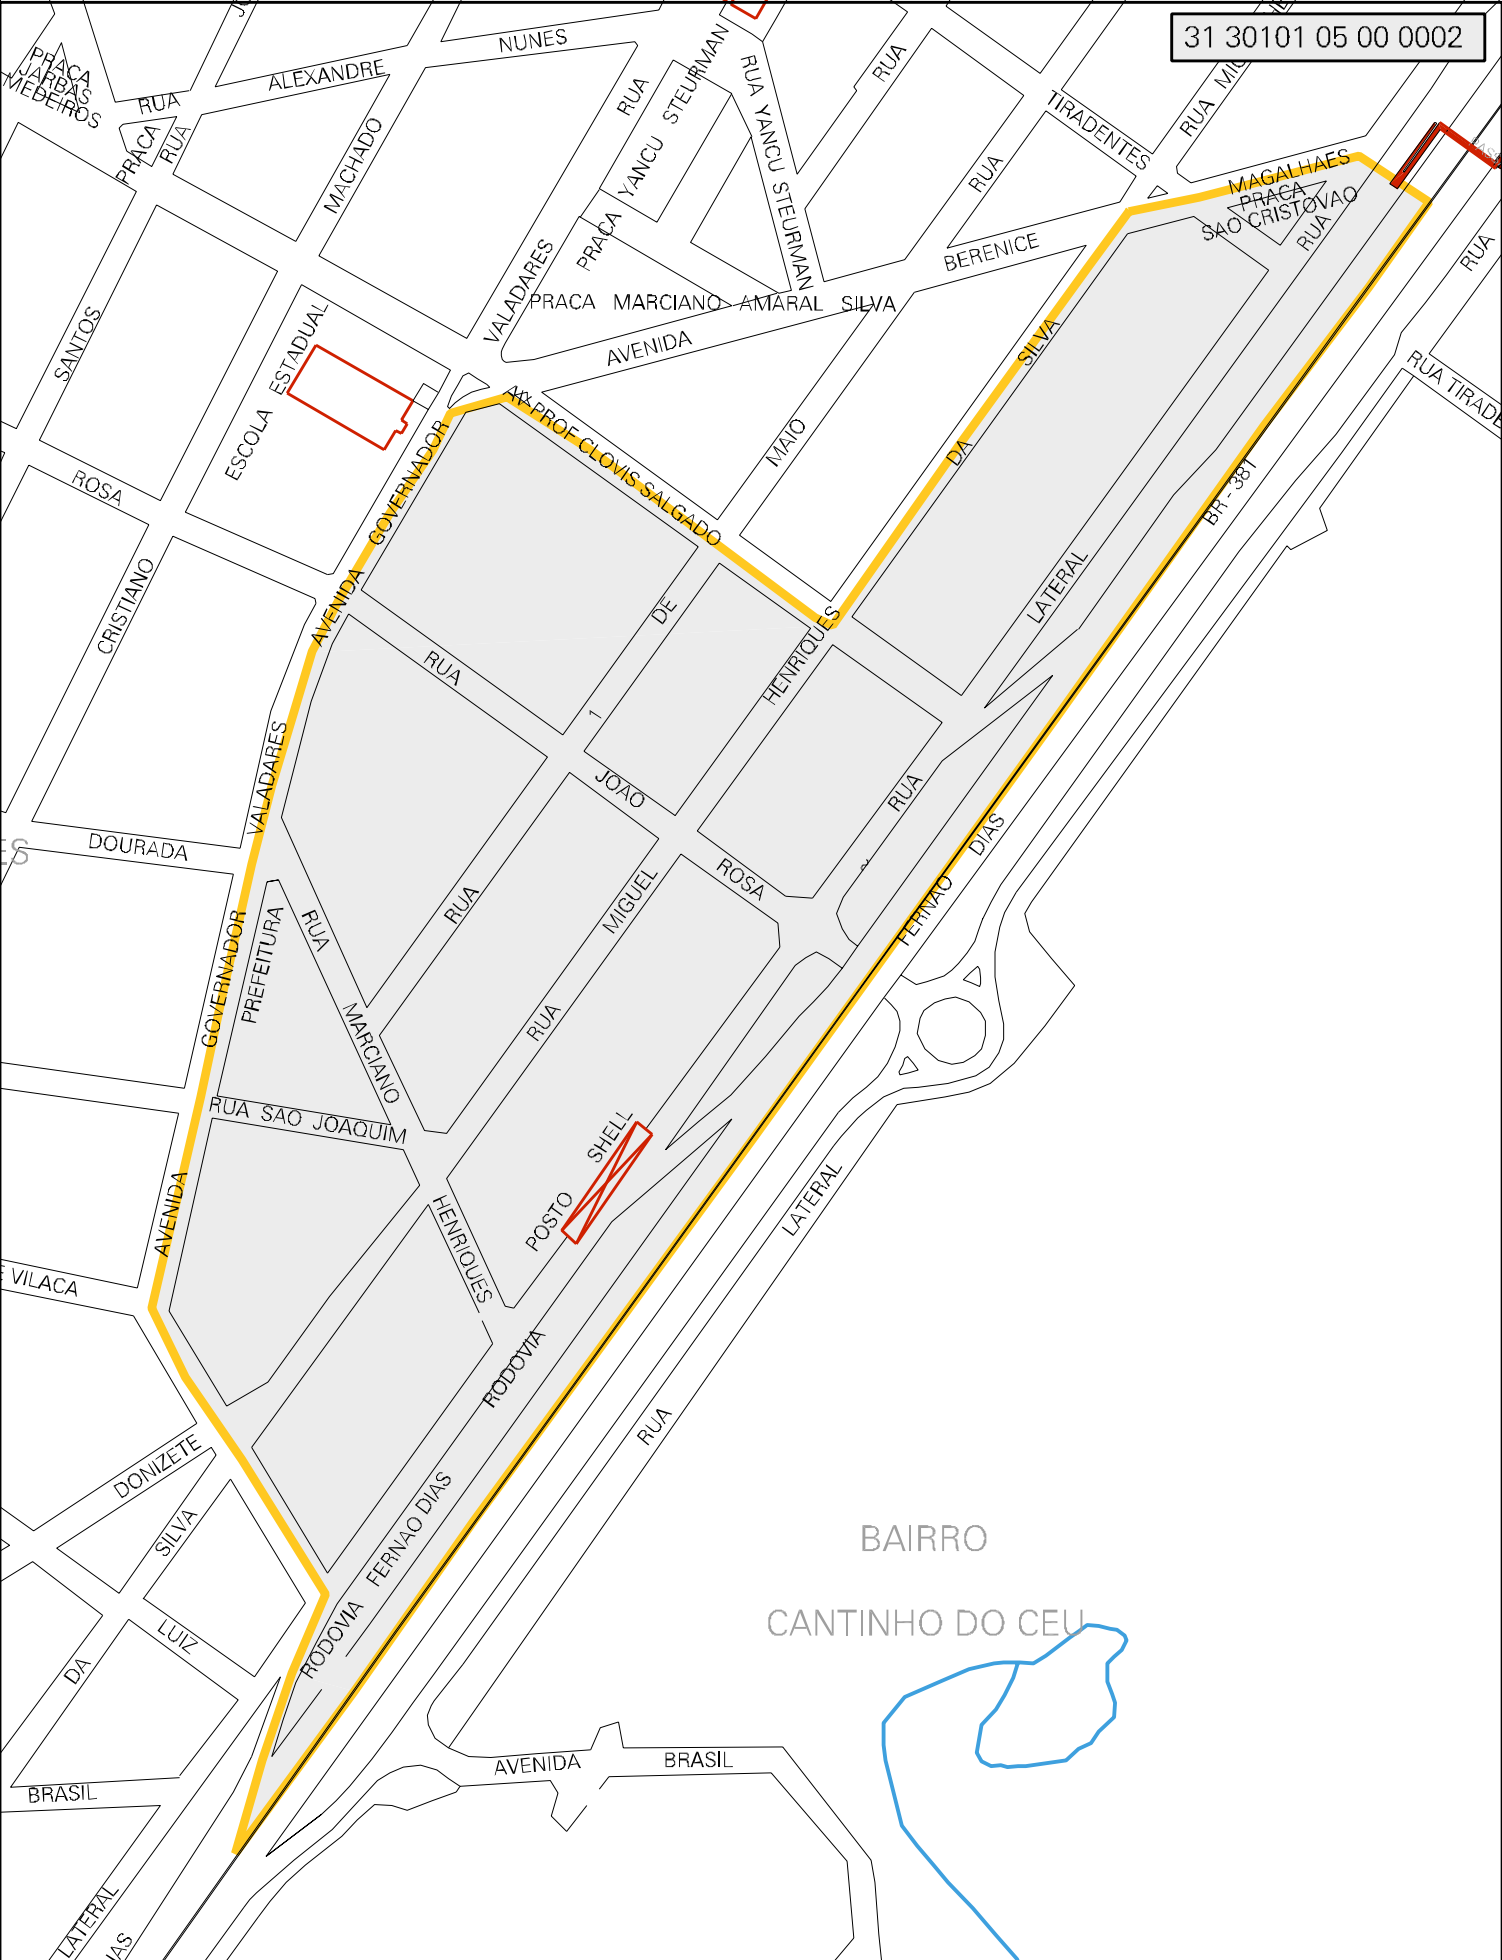 31 30101 05 00 0002
NUNES
ALEXANDRE
PRACA
JARBAS
MEDEIROS
RUA
PRACA
RUA
MACHADO
RUA
PRACA YANCU STEURMAN
RUA YANCU STEURMAN
RUA
RUA
TIRADENTES
MAGALHAES
PRACA
SAO CRISTOVAO
RUA
RUA
BERENICE
VALADARES
PRACA MARCIANO AMARAL SILVA
AVENIDA
SANTOS
ESCOLA ESTADUAL
SILVA
RUA
GOVERNADOR
AV PROF CLOVIS SALGADO
MAIO
DA
ROSA
BR - 381
CRISTIANO
AVENIDA
RUA
DE
1
LATERAL
HENRIQUES
VALADARES
JOAO
RUA
DIAS
DOURADA
ES
ROSA
MIGUEL
FERNAO
RUA
RUA
GOVERNADOR
PREFEITURA
MARCIANO
RUA
RUA SAO JOAQUIM
POSTO SHELL
LATERAL
AVENIDA
HENRIQUES
VILACA
RODOVIA
RUA
DONIZETE
SILVA
FERNAO DIAS
RODOVIA
BAIRRO
CANTINHO DO CEU
LUIZ
DA
AVENIDA BRASIL
BRASIL
LATERAL